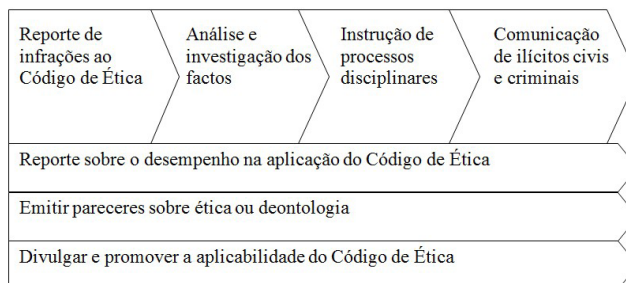 Reporte de
infrações ao
Código de Ética
Análise e
investigação dos
factos
Instrução de
processos
disciplinares
Comunicação
de ilícitos civis
e criminais
Reporte sobre o desempenho na aplicação do Código de Ética
Emitir pareceres sobre ética ou deontologia
Divulgar e promover a aplicabilidade do Código de Ética